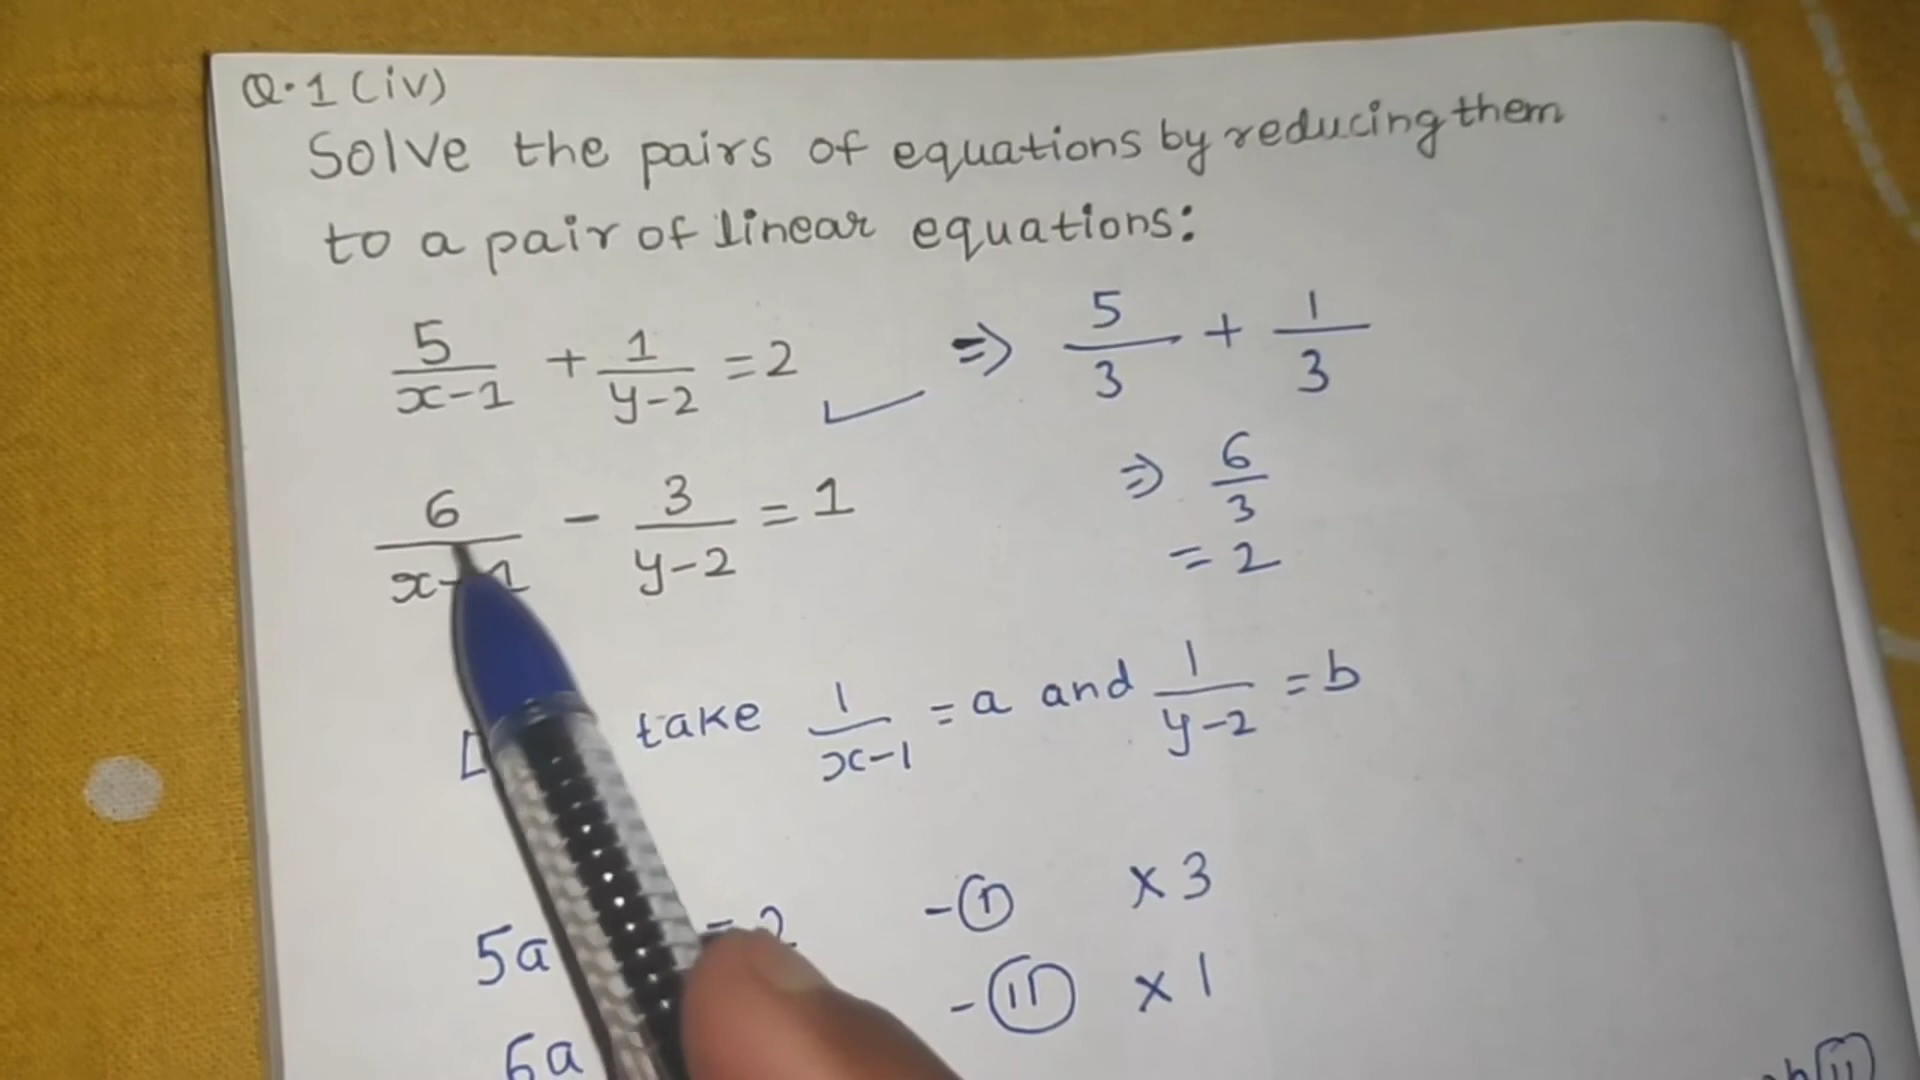 Q.1 (iv)
Solve the pairs of equations by reducing them
to a pair of linear equations:
5/(x-1) + 1/(y-2) = 2 ✓ ⇒ 5/3 + 1/3
⇒ 6/3
= 2
6/(x-1) - 3/(y-2) = 1
take 1/(x-1) = a and 1/(y-2) = b
5a = 2 - (I) × 3
6a - (II) × 1
(ii)